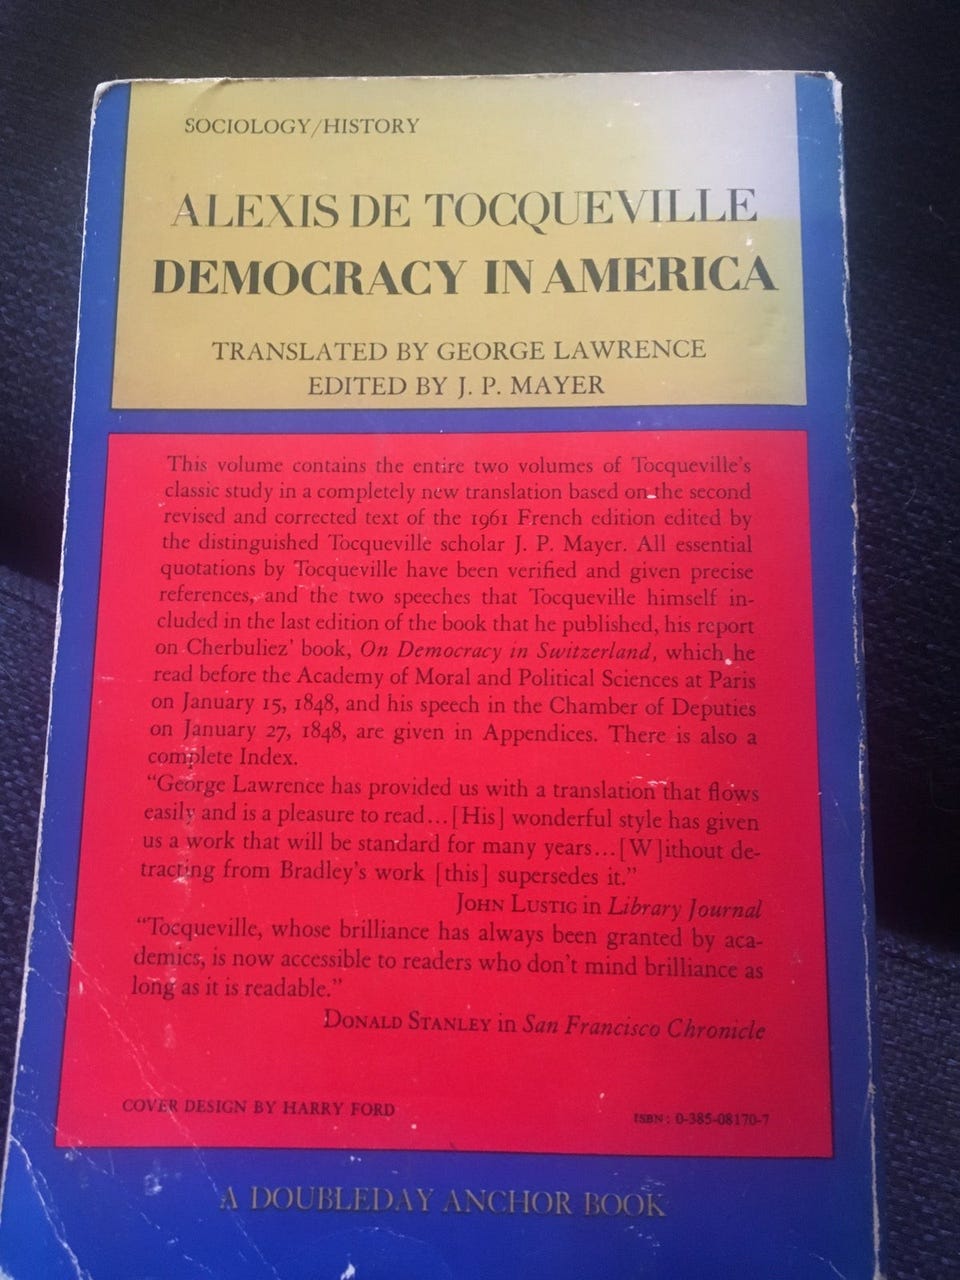 SOCIOLOGY/HISTORY
ALEXIS DE TOCQUEVILLE
DEMOCRACY IN AMERICA
TRANSLATED BY GEORGE LAWRENCE
EDITED BY J. P. MAYER
This volume contains the entire two volumes of Tocqueville's
classic study in a completely new translation based on the second
revised and corrected text of the 1961 French edition edited by
the distinguished Tocqueville scholar J. P. Mayer. All essential
quotations by Tocqueville have been verified and given precise
references, and the two speeches that Tocqueville himself in-
cluded in the last edition of the book that he published, his report
on Cherbuliez' book, On Democracy in Switzerland, which he
read before the Academy of Moral and Political Sciences at Paris
on January 15, 1848, and his speech in the Chamber of Deputies
on January 27, 1848, are given in Appendices. There is also a
complete Index.
"George Lawrence has provided us with a translation that flows
easily and is a pleasure to read...[His] wonderful style has given
us a work that will be standard for many years...[W]ithout de-
tracting from Bradley's work [this] supersedes it."
JOHN LUSTIG in Library Journal
"Tocqueville, whose brilliance has always been granted by aca-
demics, is now accessible to readers who don't mind brilliance as
long as it is readable."
DONALD STANLEY in San Francisco Chronicle
COVER DESIGN BY HARRY FORD
ISBN: 0-385-08170-7
A DOUBLEDAY ANCHOR BOOK